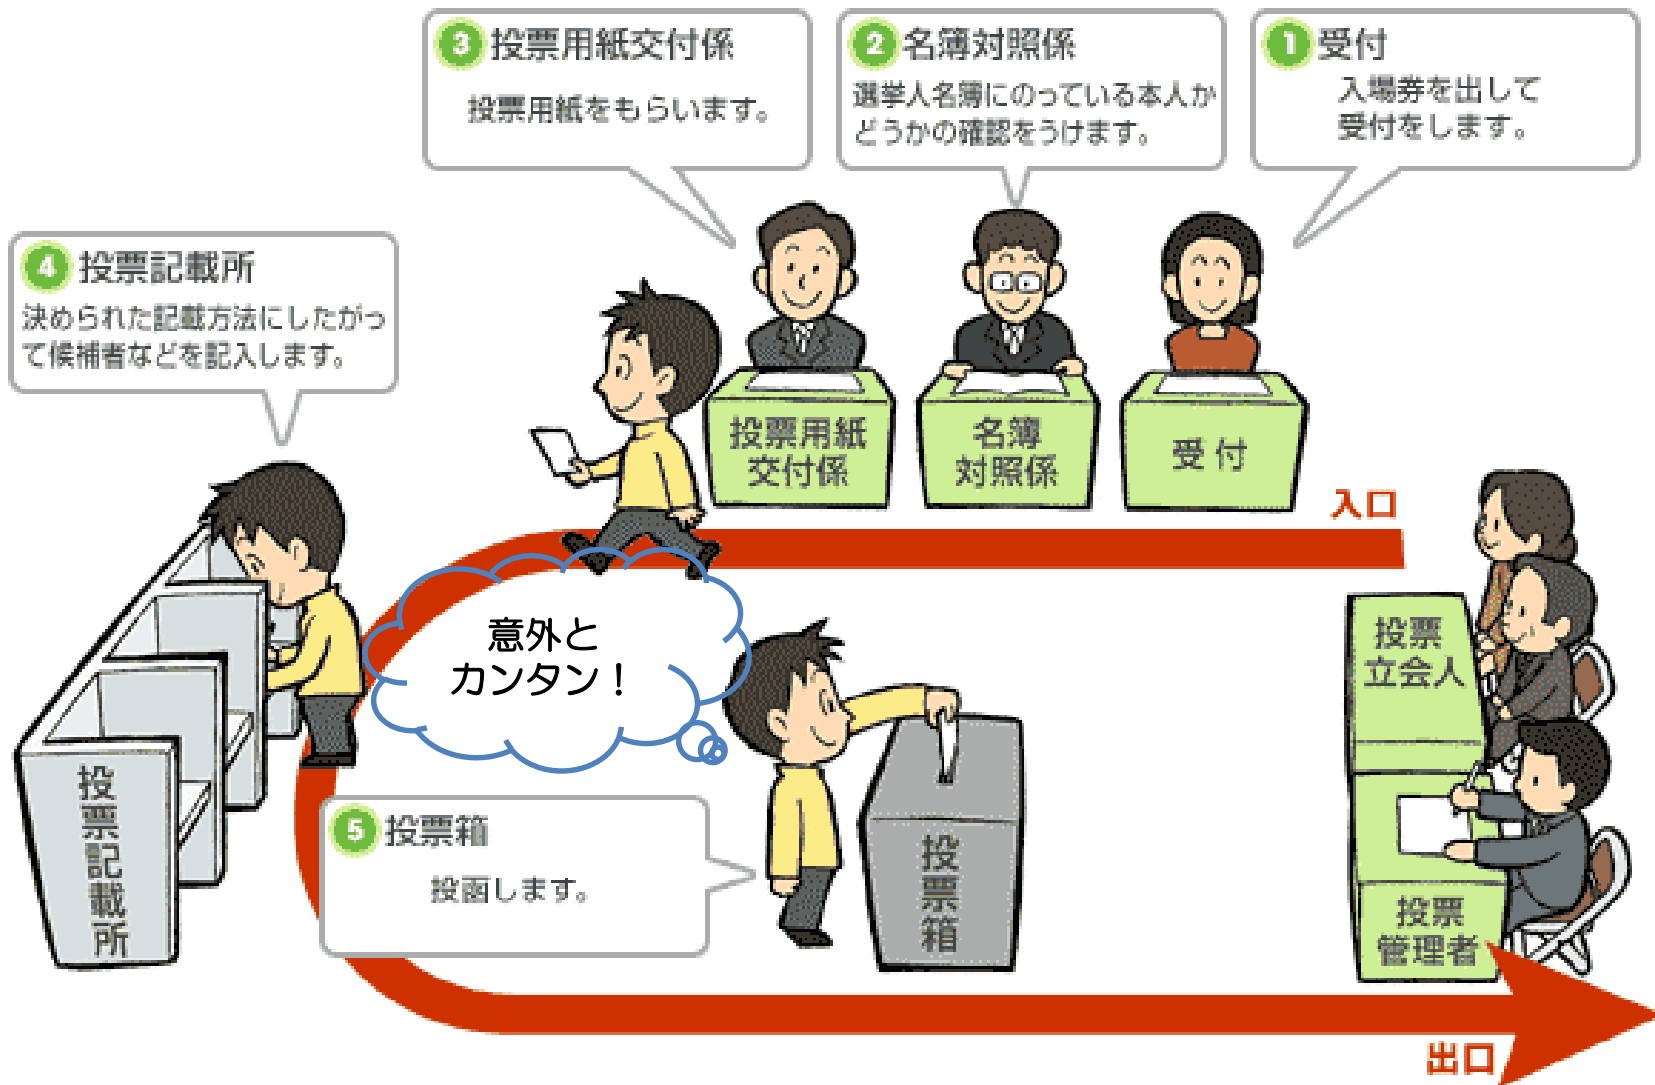 ③投票用紙交付係
投票用紙をもらいます。
②名簿対照係
選挙人名簿にのっている本人か
どうかの確認をうけます。
①受付
入場券を出して
受付をします。
④投票記載所
決められた記載方法にしたがっ
て候補者などを記入します。
投票用紙
交付係
名簿
対照係
受付
入口
意外と
カンタン！
投票
立会人
投票記載所
⑤投票箱
投函します。
投票箱
投票
管理者
出口